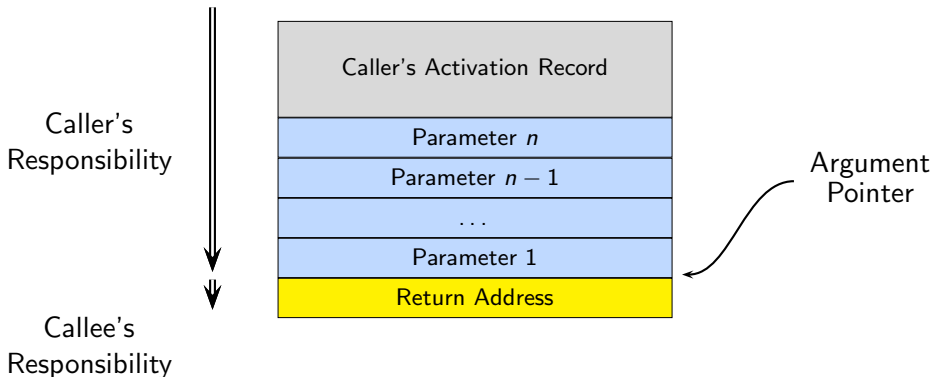 Caller's Activation Record
Caller's
Responsibility
Parameter n
Parameter n − 1
. . .
Parameter 1
Return Address
Argument
Pointer
Callee's
Responsibility